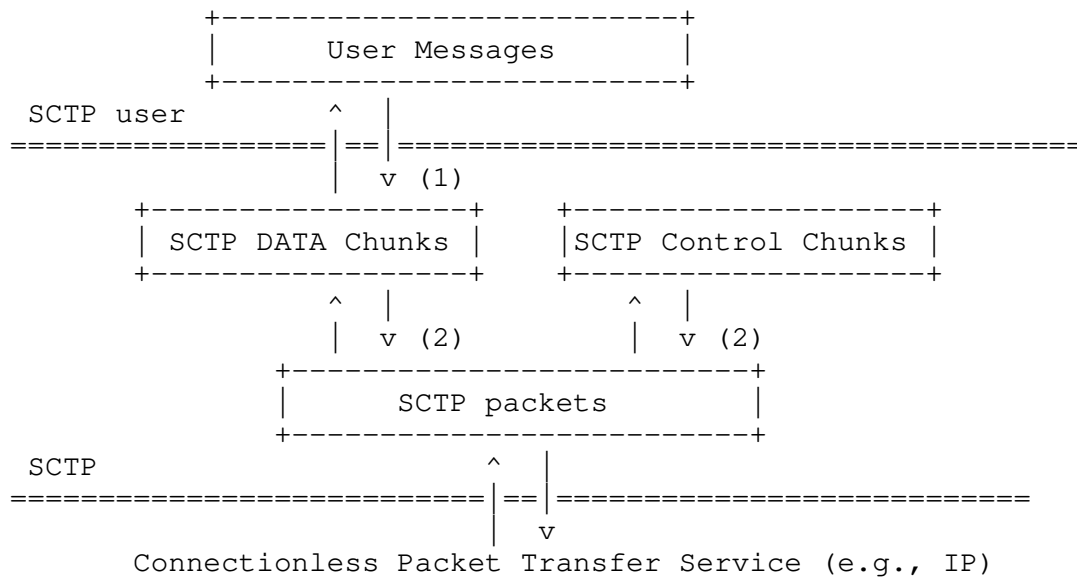 User Messages
SCTP user
(1)
SCTP DATA Chunks SCTP Control Chunks
(2) (2)
SCTP packets
SCTP
Connectionless Packet Transfer Service (e.g., IP)